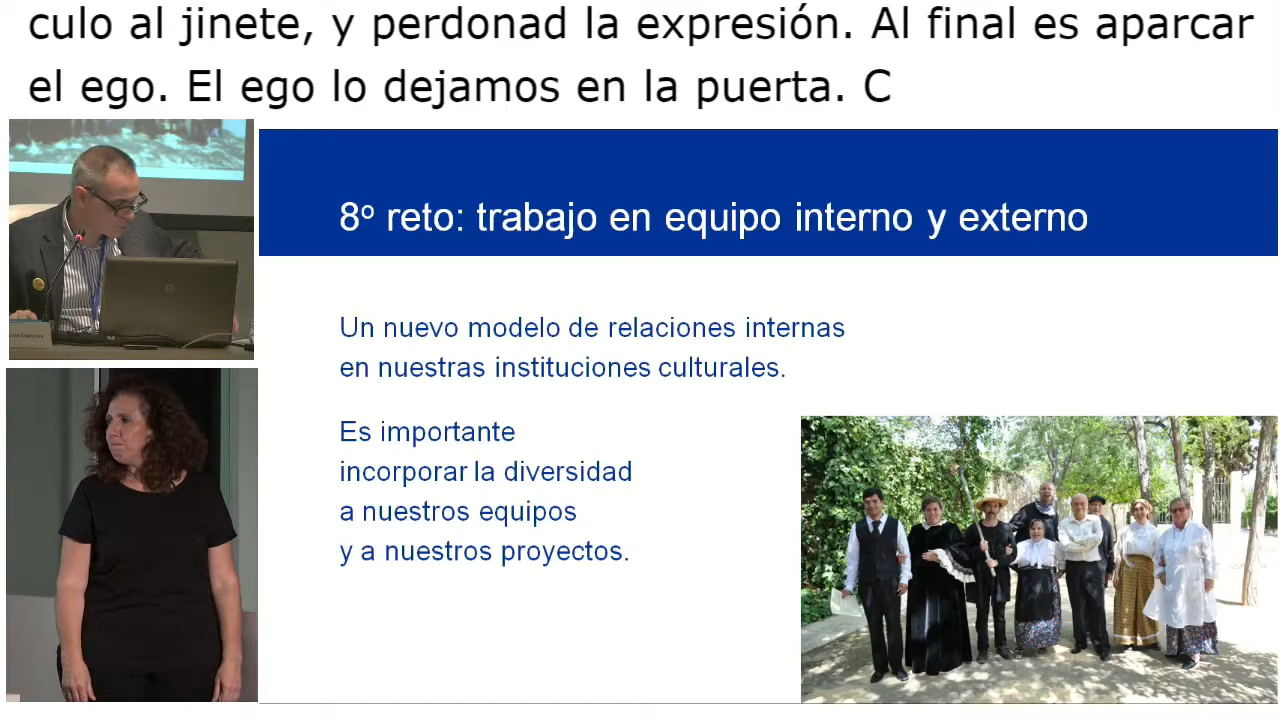 culo al jinete, y perdonad la expresión. Al final es aparcar
el ego. El ego lo dejamos en la puerta. C
8º reto: trabajo en equipo interno y externo
Un nuevo modelo de relaciones internas
en nuestras instituciones culturales.
Es importante
incorporar la diversidad
a nuestros equipos
y a nuestros proyectos.